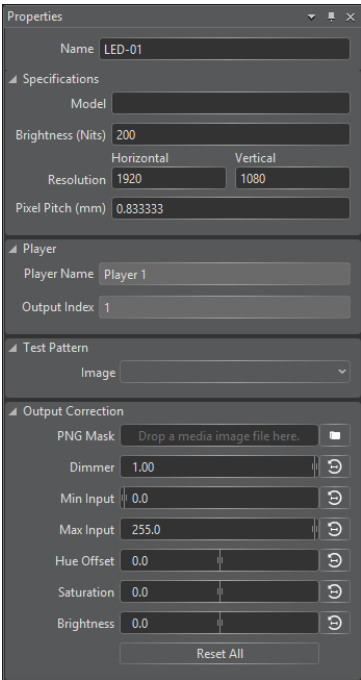 Properties
Name LED-01
Specifications
Model
Brightness (Nits) 200
Horizontal Vertical
Resolution 1920 1080
Pixel Pitch (mm) 0.833333
Player
Player Name Player 1
Output Index 1
Test Pattern
Image
Output Correction
PNG Mask Drop a media image file here.
Dimmer 1.00
Min Input 0.0
Max Input 255.0
Hue Offset 0.0
Saturation 0.0
Brightness 0.0
Reset All